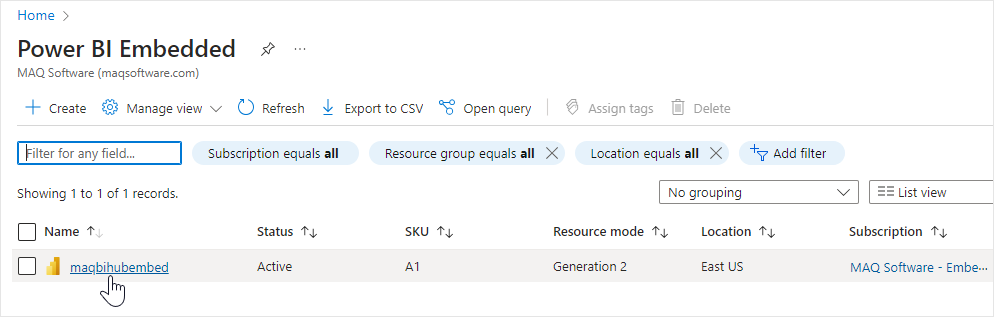 Home
Power BI Embedded
MAQ Software (maqsoftware.com)
Create Manage view Refresh Export to CSV Open query Assign tags Delete
Filter for any field... Subscription equals all Resource group equals all Location equals all Add filter
Showing 1 to 1 of 1 records. No grouping List view
Name Status SKU Resource mode Location Subscription
maqbihubembed Active A1 Generation 2 East US MAQ Software - Embe...